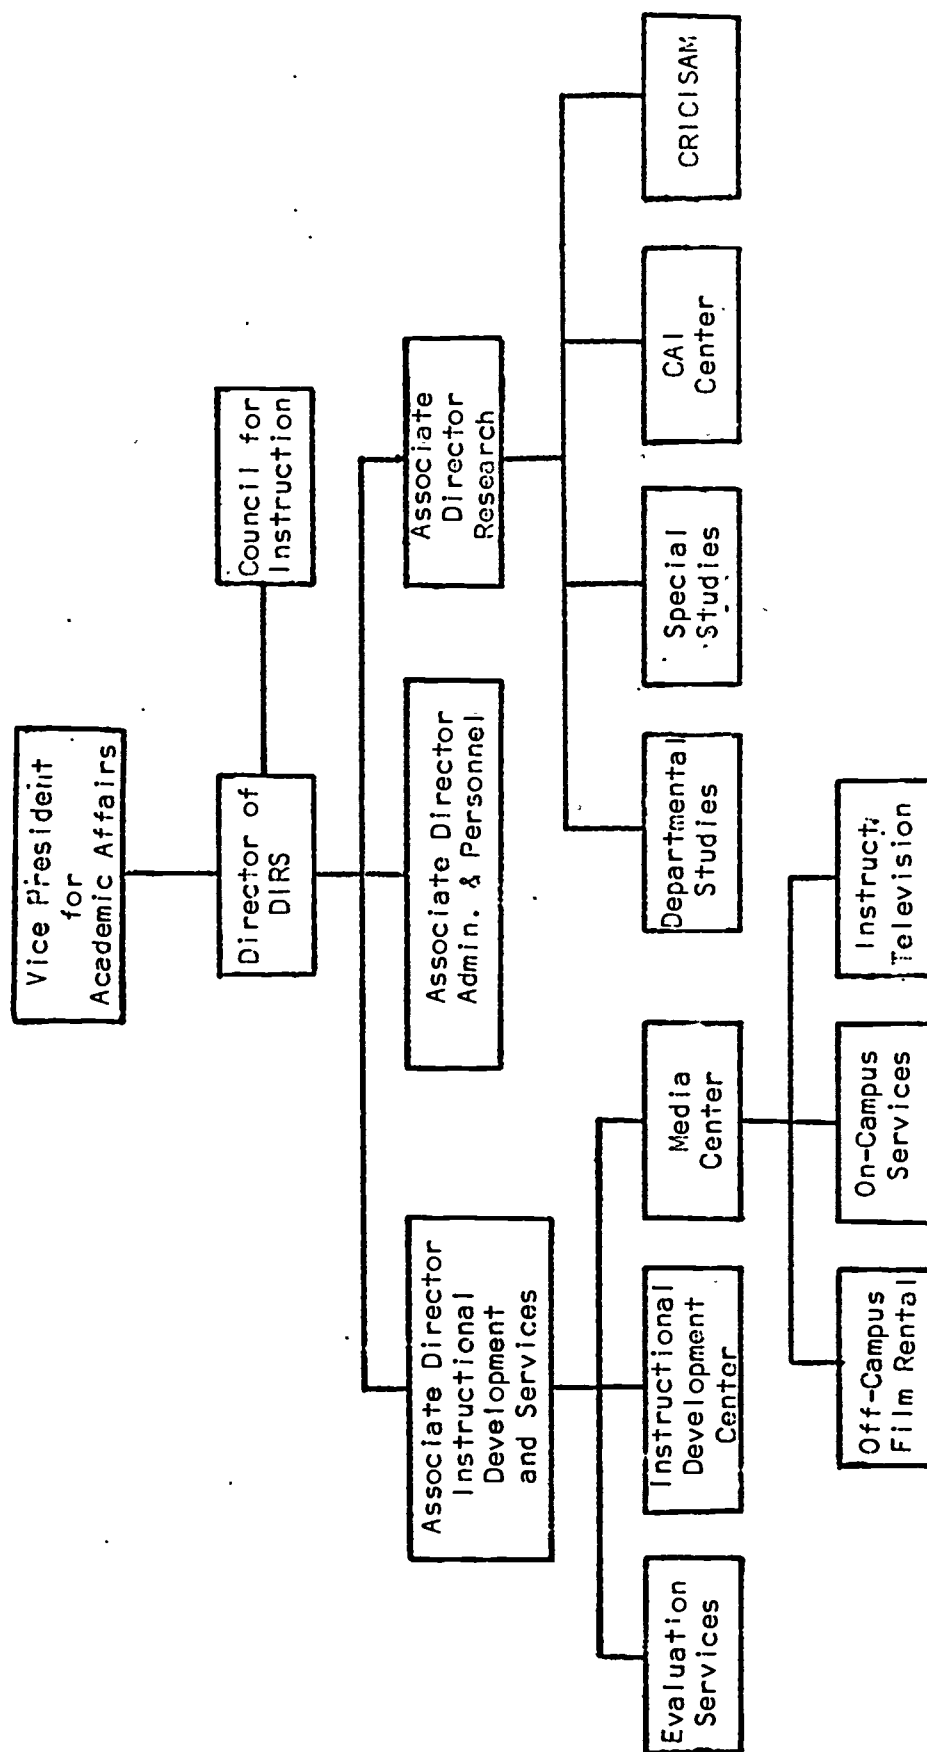 Vice President
for
Academic Affairs
Director of
DIRS
Council for
Instruction
Associate Director
Instructional
Development
and Services
Associate Director
Admin. & Personnel
Associate
Director
Research
Evaluation
Services
Instructional
Development
Center
Media
Center
Departmental
Studies
Special
Studies
CAI
Center
CRICISAM
Off-Campus
Film Rental
On-Campus
Services
Instruct.
Television